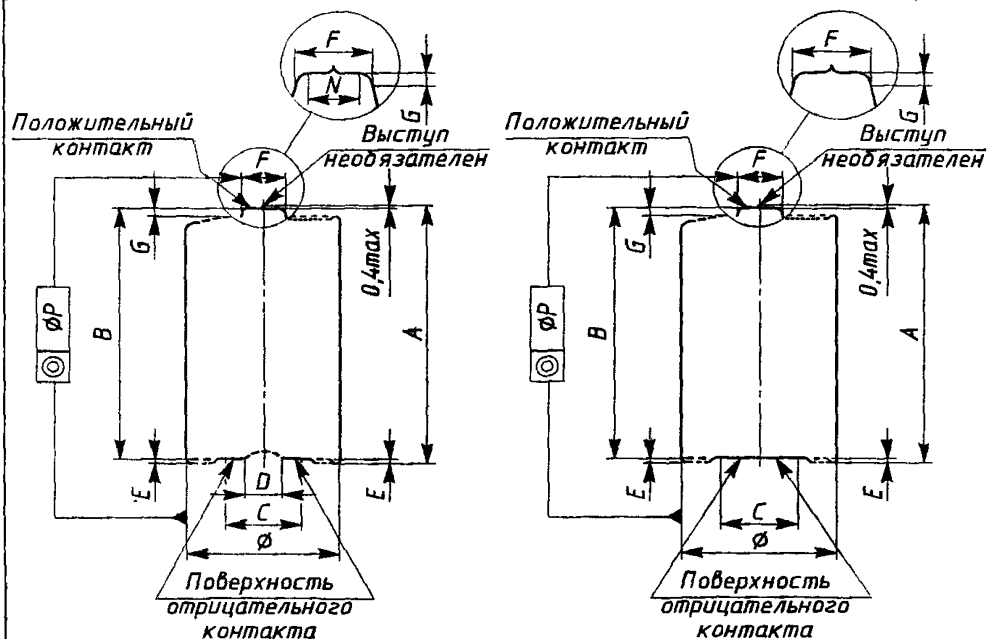 F
N
G
Положительный
контакт
F
Выступ
необязателен
G
ØP
B
0,4max
A
E
D
E
C
Ø
Поверхность
отрицательного
контакта
F
G
Положительный
контакт
F
Выступ
необязателен
G
ØP
B
0,4max
A
E
E
C
Ø
Поверхность
отрицательного
контакта